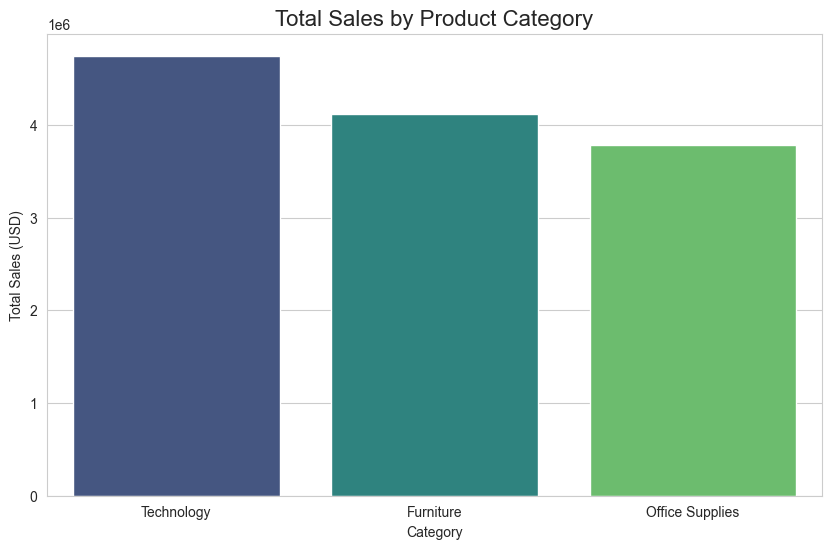 Total Sales by Product Category
1e6
4
3
2
1
0
Total Sales (USD)
Technology
Furniture
Office Supplies
Category